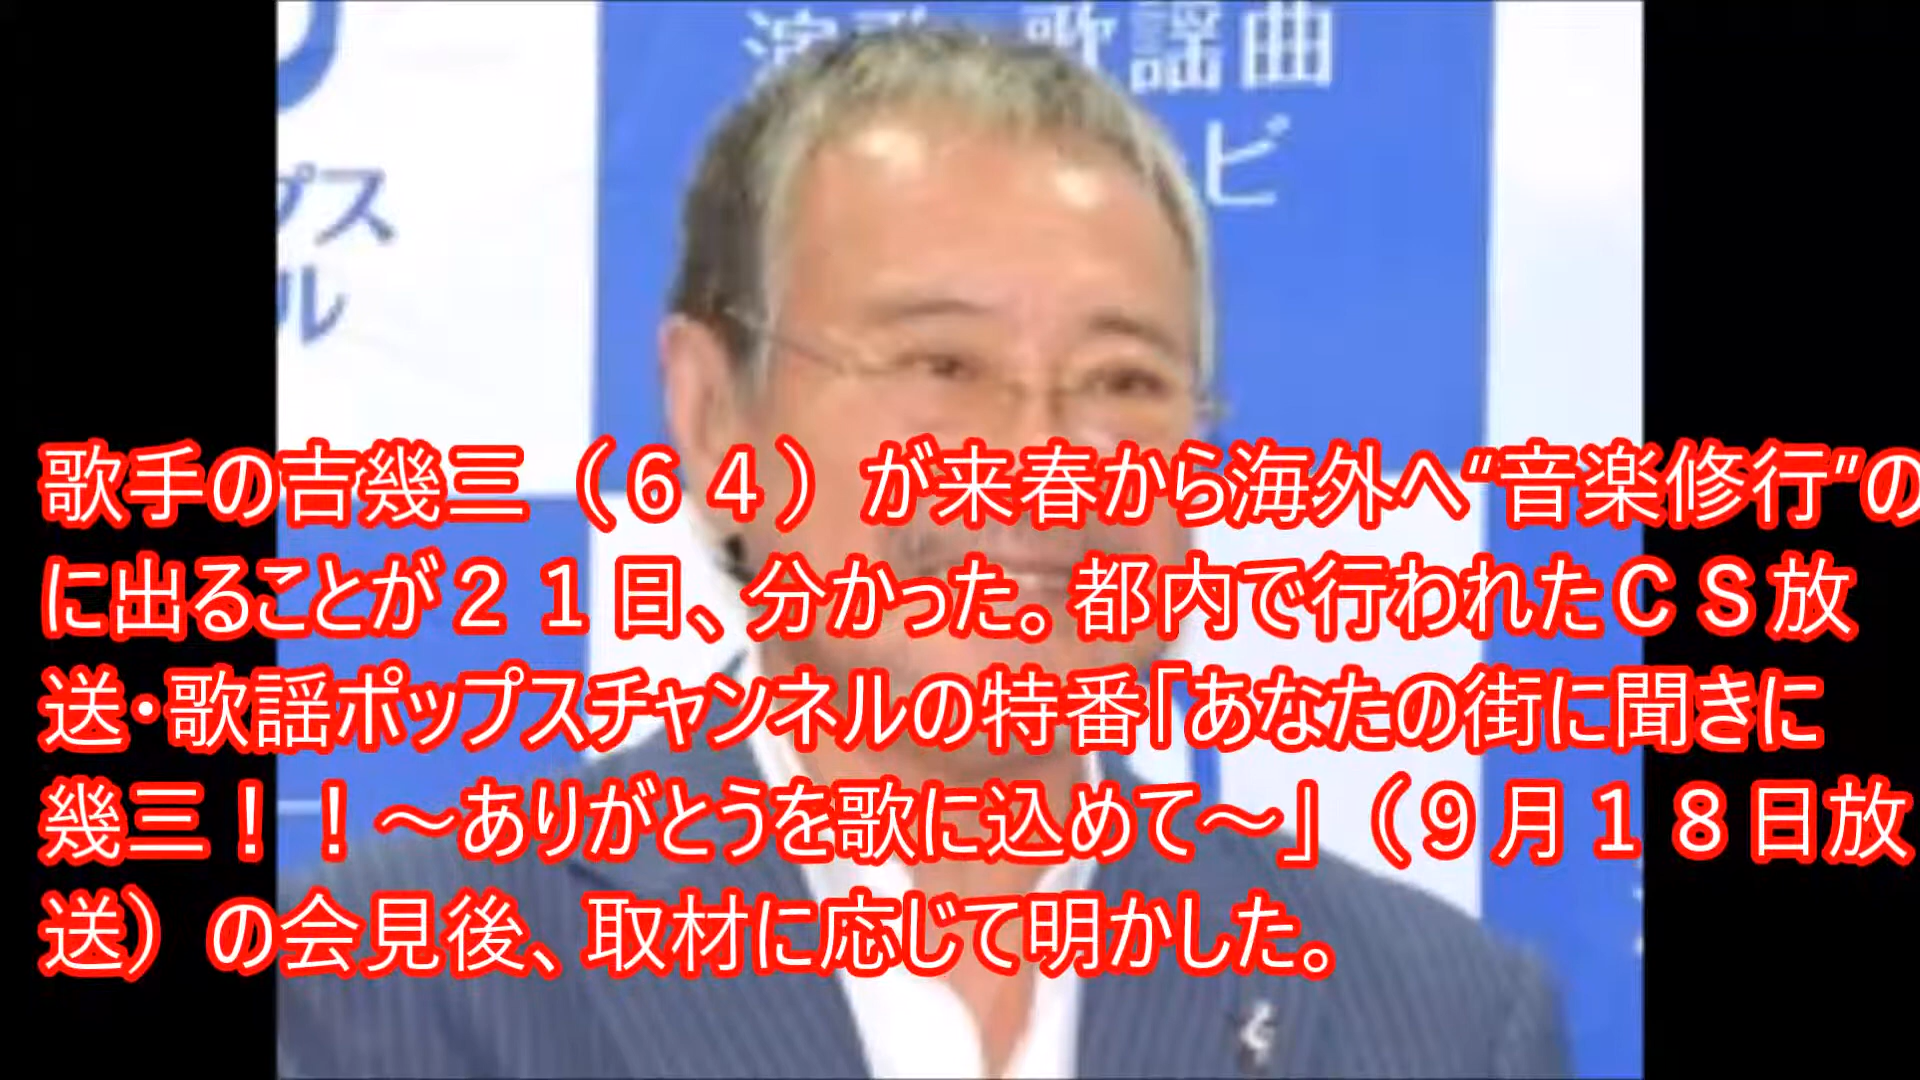 演歌・歌謡曲
レビ
プス
ル
歌手の吉幾三（６４）が来春から海外へ“音楽修行”の
に出ることが２１日、分かった。都内で行われたＣＳ放
送・歌謡ポップスチャンネルの特番「あなたの街に聞きに
幾三！！～ありがとうを歌に込めて～」（９月１８日放
送）の会見後、取材に応じて明かした。